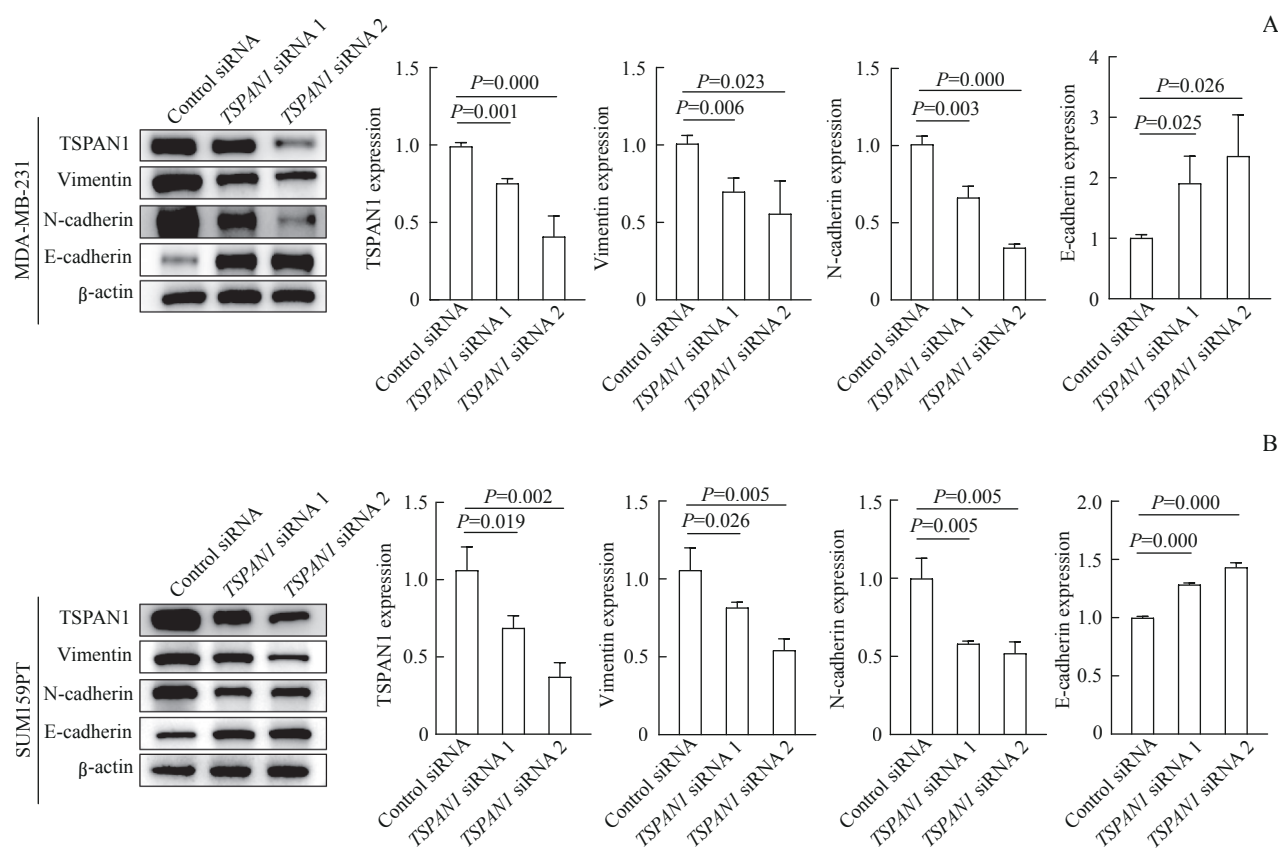 A
Control siRNA
TSPAN1 siRNA 1
TSPAN1 siRNA 2
MDA-MB-231
TSPAN1
Vimentin
N-cadherin
E-cadherin
β-actin
TSPAN1 expression
1.5
1.0
0.5
0
P=0.000
P=0.001
Control siRNA
TSPAN1 siRNA 1
TSPAN1 siRNA 2
Vimentin expression
1.5
1.0
0.5
0
P=0.023
P=0.006
Control siRNA
TSPAN1 siRNA 1
TSPAN1 siRNA 2
N-cadherin expression
1.5
1.0
0.5
0
P=0.000
P=0.003
Control siRNA
TSPAN1 siRNA 1
TSPAN1 siRNA 2
E-cadherin expression
4
3
2
1
0
P=0.026
P=0.025
Control siRNA
TSPAN1 siRNA 1
TSPAN1 siRNA 2
B
Control siRNA
TSPAN1 siRNA 1
TSPAN1 siRNA 2
SUM159PT
TSPAN1
Vimentin
N-cadherin
E-cadherin
β-actin
TSPAN1 expression
1.5
1.0
0.5
0
P=0.002
P=0.019
Control siRNA
TSPAN1 siRNA 1
TSPAN1 siRNA 2
Vimentin expression
1.5
1.0
0.5
0
P=0.005
P=0.026
Control siRNA
TSPAN1 siRNA 1
TSPAN1 siRNA 2
N-cadherin expression
1.5
1.0
0.5
0
P=0.005
P=0.005
Control siRNA
TSPAN1 siRNA 1
TSPAN1 siRNA 2
E-cadherin expression
2.0
1.5
1.0
0.5
0
P=0.000
P=0.000
Control siRNA
TSPAN1 siRNA 1
TSPAN1 siRNA 2